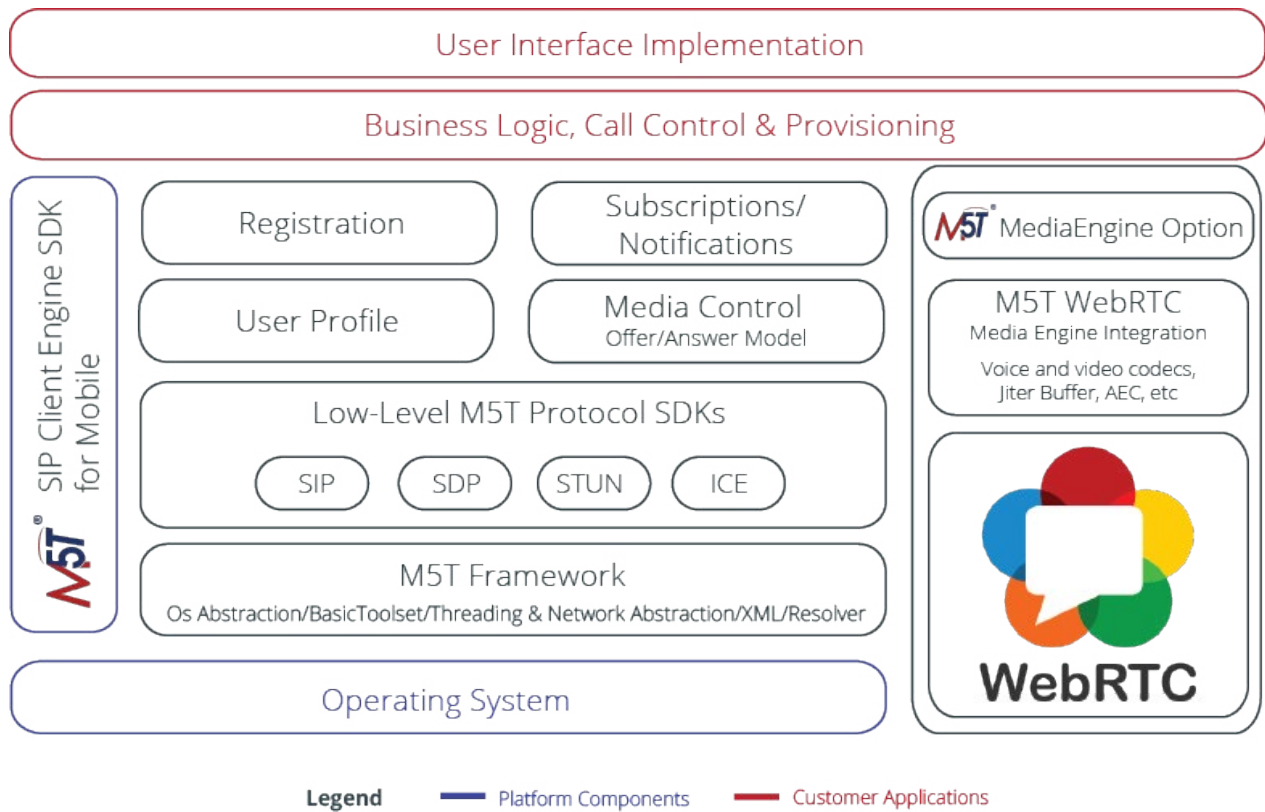 User Interface Implementation
Business Logic, Call Control & Provisioning
SIP Client Engine SDK
for Mobile
M5T®
Registration
Subscriptions/
Notifications
User Profile
Media Control
Offer/Answer Model
Low-Level M5T Protocol SDKs
SIP
SDP
STUN
ICE
M5T Framework
Os Abstraction/BasicToolset/Threading & Network Abstraction/XML/Resolver
Operating System
M5T® MediaEngine Option
M5T WebRTC
Media Engine Integration
Voice and video codecs,
Jiter Buffer, AEC, etc
WebRTC
Legend
Platform Components
Customer Applications